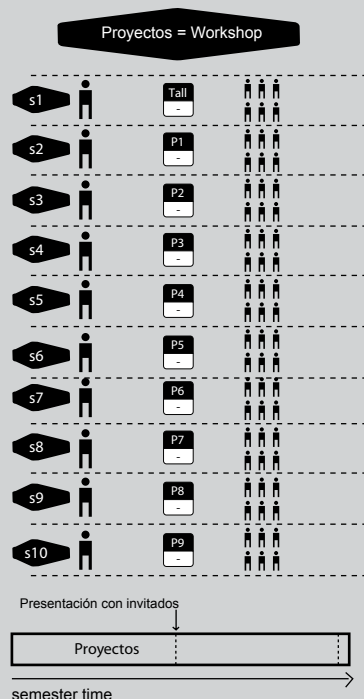 Proyectos = Workshop
s1
Tall
-
s2
P1
-
s3
P2
-
s4
P3
-
s5
P4
-
s6
P5
-
s7
P6
-
s8
P7
-
s9
P8
-
s10
P9
-
Presentación con invitados
Proyectos
semester time